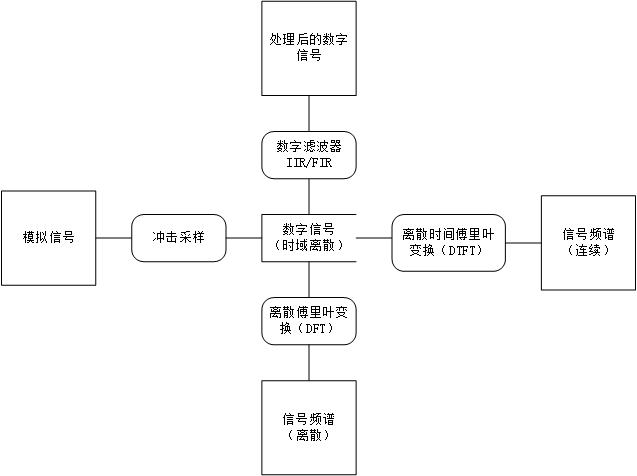 处理后的数字
信号
数字滤波器
IIR/FIR
模拟信号
冲击采样
数字信号
（时域离散）
离散时间傅里叶
变换（DTFT）
信号频谱
（连续）
离散傅里叶变
换（DFT）
信号频谱
（离散）